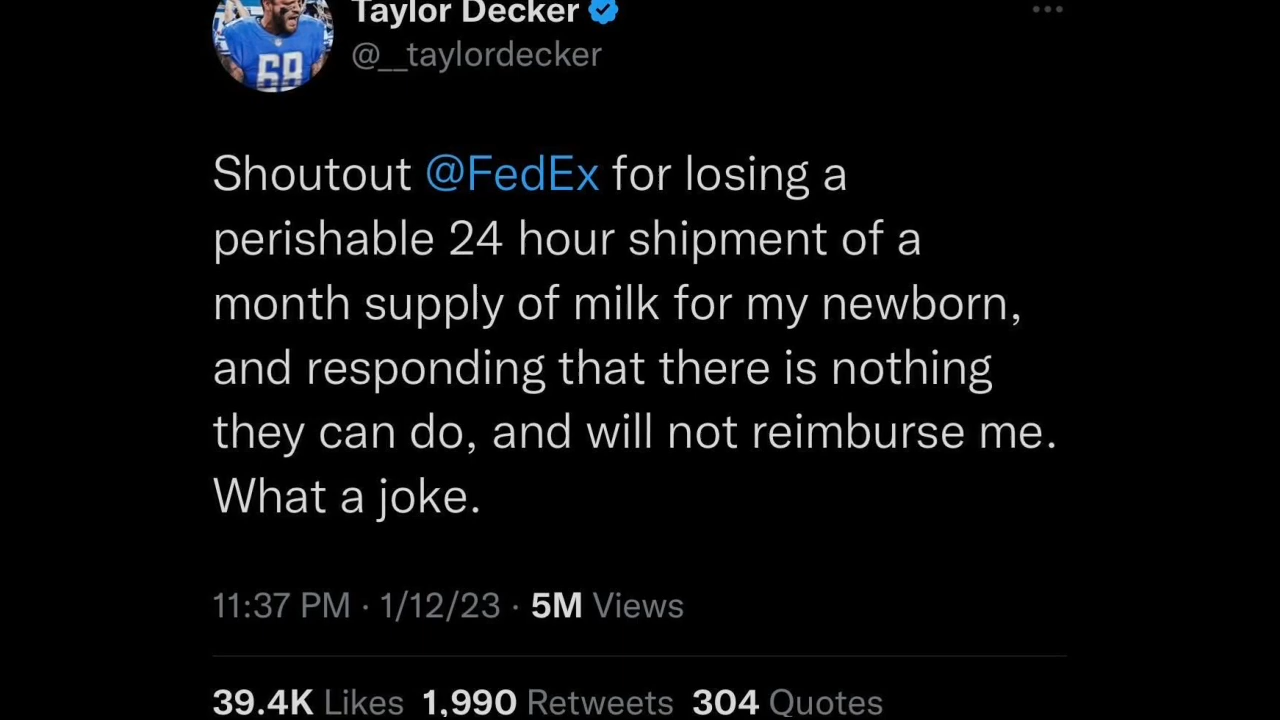 Taylor Decker
@__taylordecker
68
Shoutout @FedEx for losing a
perishable 24 hour shipment of a
month supply of milk for my newborn,
and responding that there is nothing
they can do, and will not reimburse me.
What a joke.
11:37 PM · 1/12/23 · 5M Views
39.4K Likes 1,990 Retweets 304 Quotes